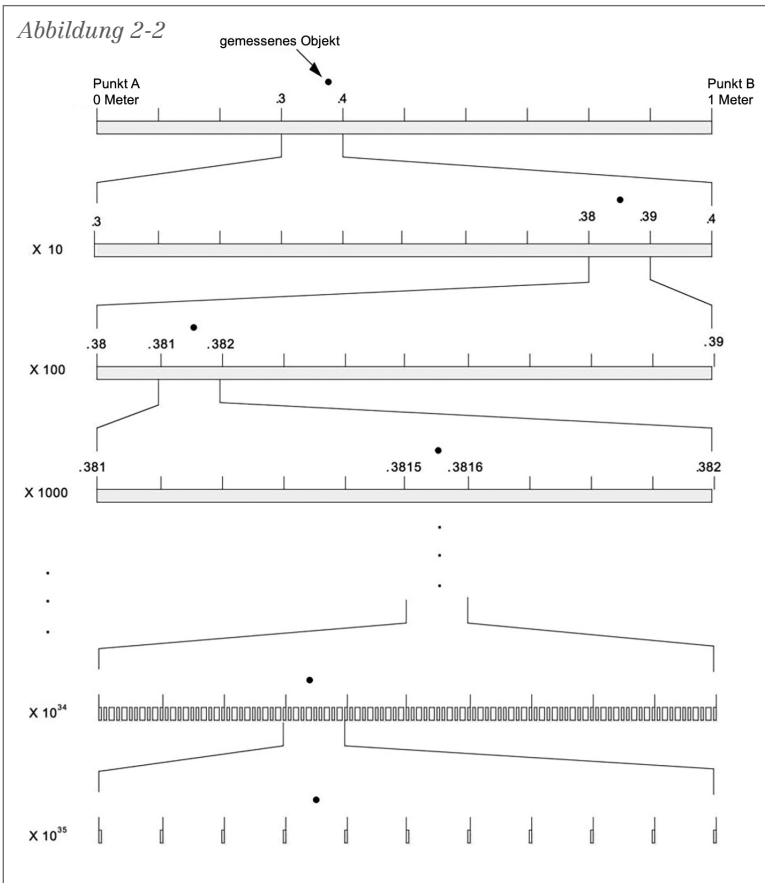 Abbildung 2-2
gemessenes Objekt
Punkt A
0 Meter
Punkt B
1 Meter
.3 .4
X 10
.3 .38 .39 .4
X 100
.38 .381 .382 .39
X 1000
.381 .3815 .3816 .382
X 10³⁴
X 10³⁵